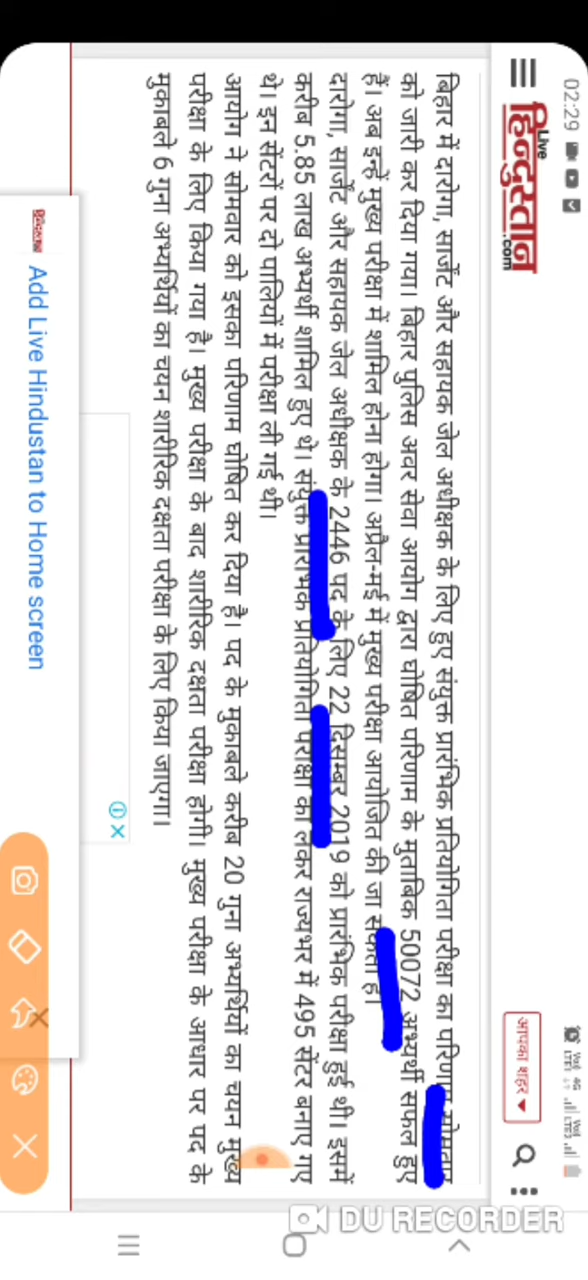 02:29
Live
हिन्दुस्तान
.com
आपका शहर
बिहार में दारोगा, सार्जेंट और सहायक जेल अधीक्षक के लिए हुए संयुक्त प्रारंभिक प्रतियोगिता परीक्षा का परिणाम सोमवार
को जारी कर दिया गया। बिहार पुलिस अवर सेवा आयोग द्वारा घोषित परिणाम के मुताबिक 50072 अभ्यर्थी सफल हुए
हैं। अब इन्हें मुख्य परीक्षा में शामिल होना होगा। अप्रैल-मई में मुख्य परीक्षा आयोजित की जा सकती है।
दारोगा, सार्जेंट और सहायक जेल अधीक्षक के 2446 पद के लिए 22 दिसम्बर 2019 को प्रारंभिक परीक्षा हुई थी। इसमें
करीब 5.85 लाख अभ्यर्थी शामिल हुए थे। संयुक्त प्रारंभिक प्रतियोगिता परीक्षा को लेकर राज्यभर में 495 सेंटर बनाए गए
थे। इन सेंटरों पर दो पालियों में परीक्षा ली गई थी।
आयोग ने सोमवार को इसका परिणाम घोषित कर दिया है। पद के मुकाबले करीब 20 गुना अभ्यर्थियों का चयन मुख्य
परीक्षा के लिए किया गया है। मुख्य परीक्षा के बाद शारीरिक दक्षता परीक्षा होगी। मुख्य परीक्षा के आधार पर पद के
मुकाबले 6 गुना अभ्यर्थियों का चयन शारीरिक दक्षता परीक्षा के लिए किया जाएगा।
Add Live Hindustan to Home screen
DU RECORDER